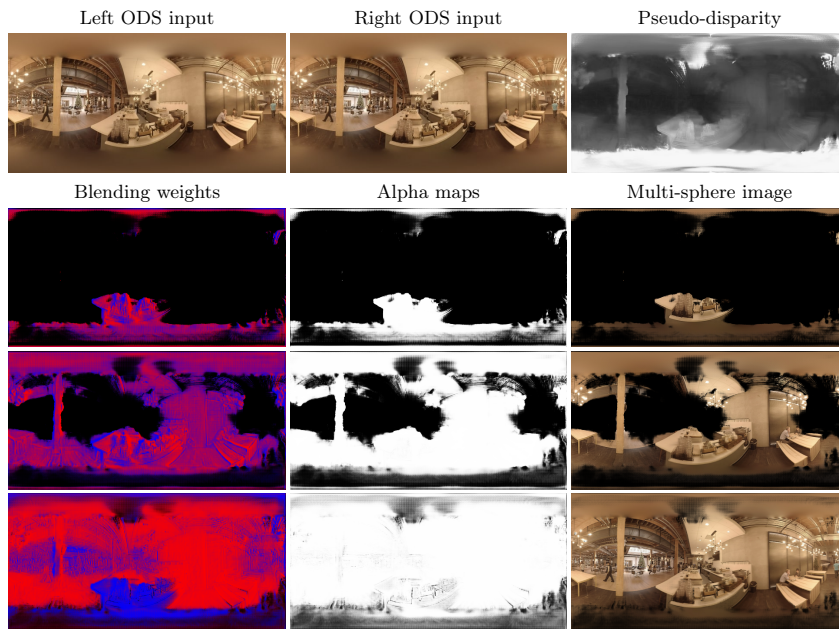 Left ODS input
Right ODS input
Pseudo-disparity
Blending weights
Alpha maps
Multi-sphere image